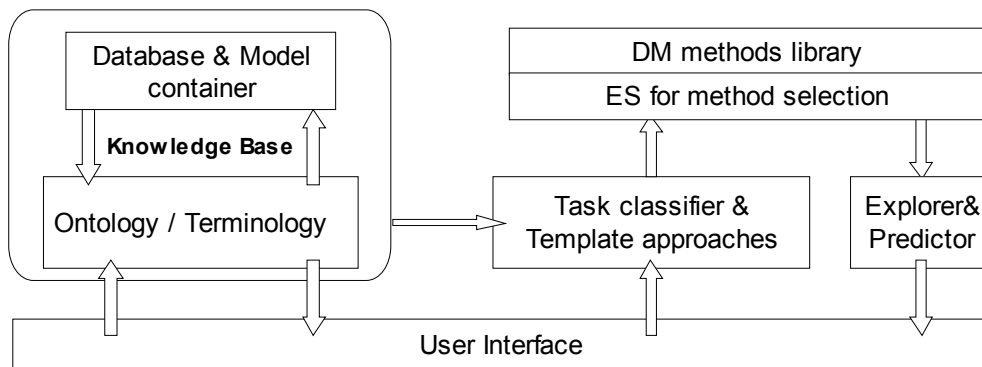 Database & Model
container
Knowledge Base
Ontology / Terminology
DM methods library
ES for method selection
Task classifier &
Template approaches
Explorer&
Predictor
User Interface